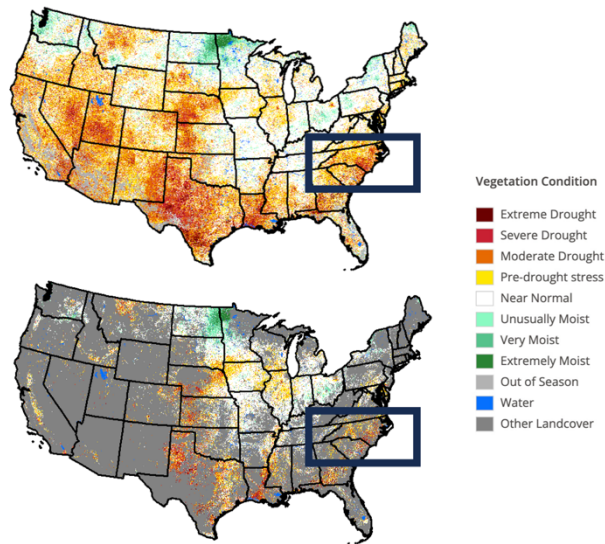 Vegetation Condition
Extreme Drought
Severe Drought
Moderate Drought
Pre-drought stress
Near Normal
Unusually Moist
Very Moist
Extremely Moist
Out of Season
Water
Other Landcover